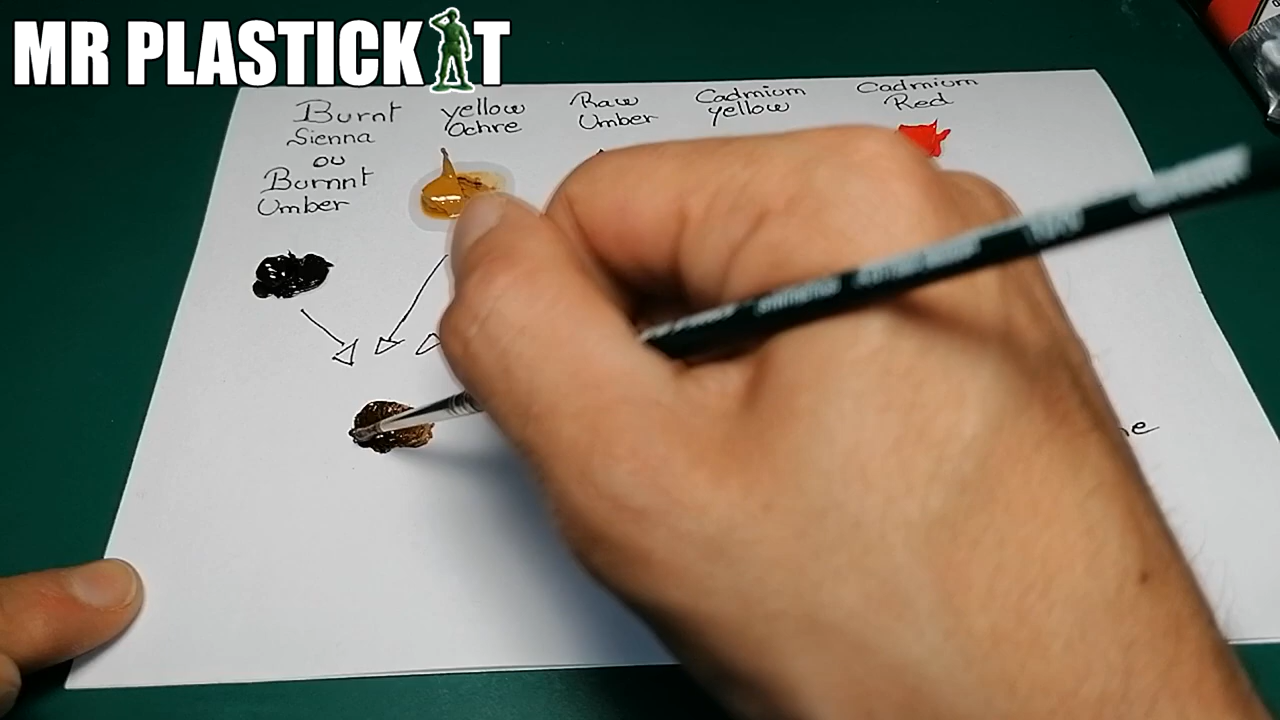 MR PLASTICKIT
Burnt
Sienna
ou
Burnnt
Umber
yellow
Ochre
Raw
Umber
Cadmium
yellow
Cadmium
Red